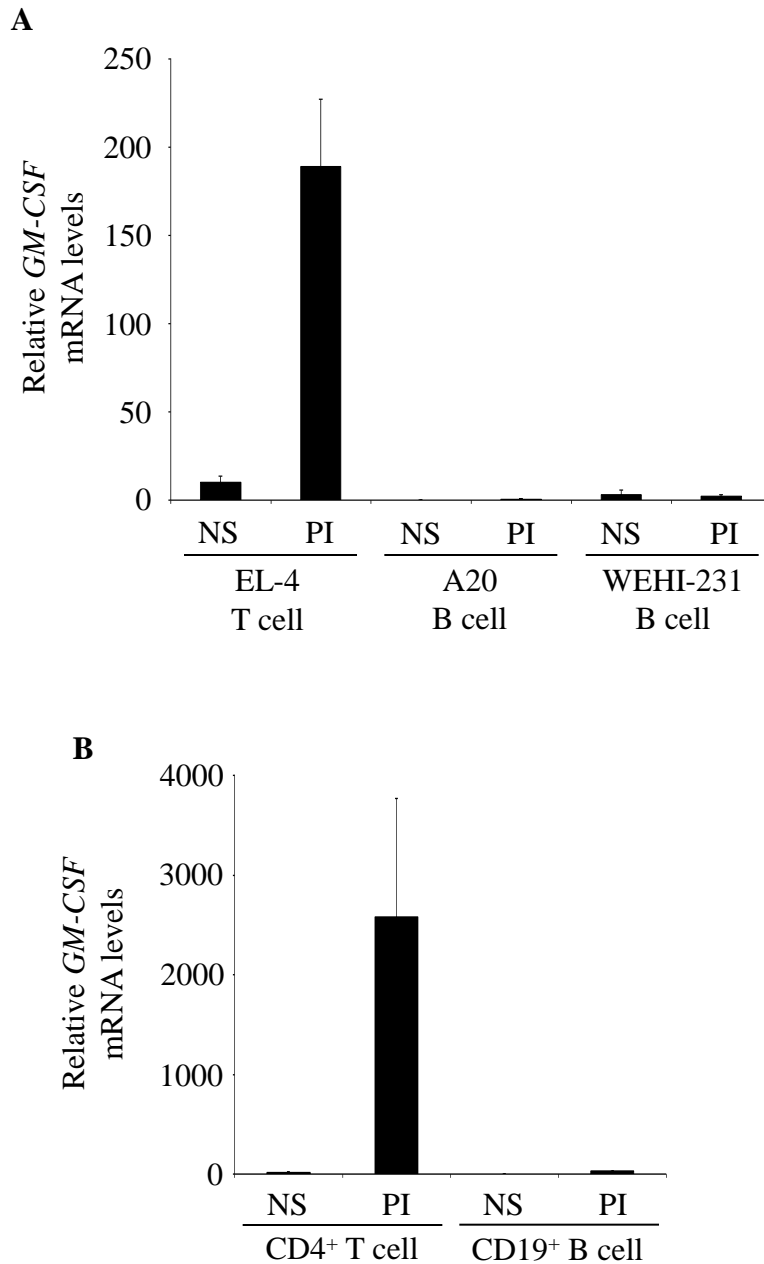 A
Relative GM-CSF
mRNA levels
250
200
150
100
50
0
NS PI NS PI NS PI
EL-4 A20 WEHI-231
T cell B cell B cell
B
Relative GM-CSF
mRNA levels
4000
3000
2000
1000
0
NS PI NS PI
CD4⁺ T cell CD19⁺ B cell